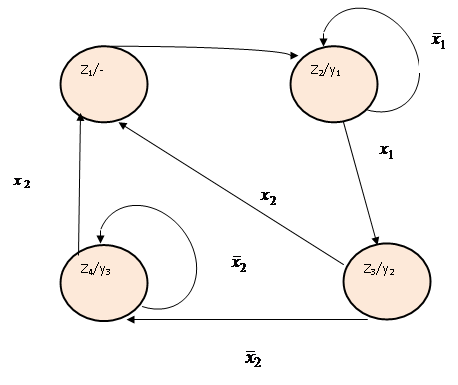 x̄₁
Z₁/-
Z₂/y₁
x₁
x₂
x₂
x̄₂
Z₄/y₃
Z₃/y₂
x̄₂